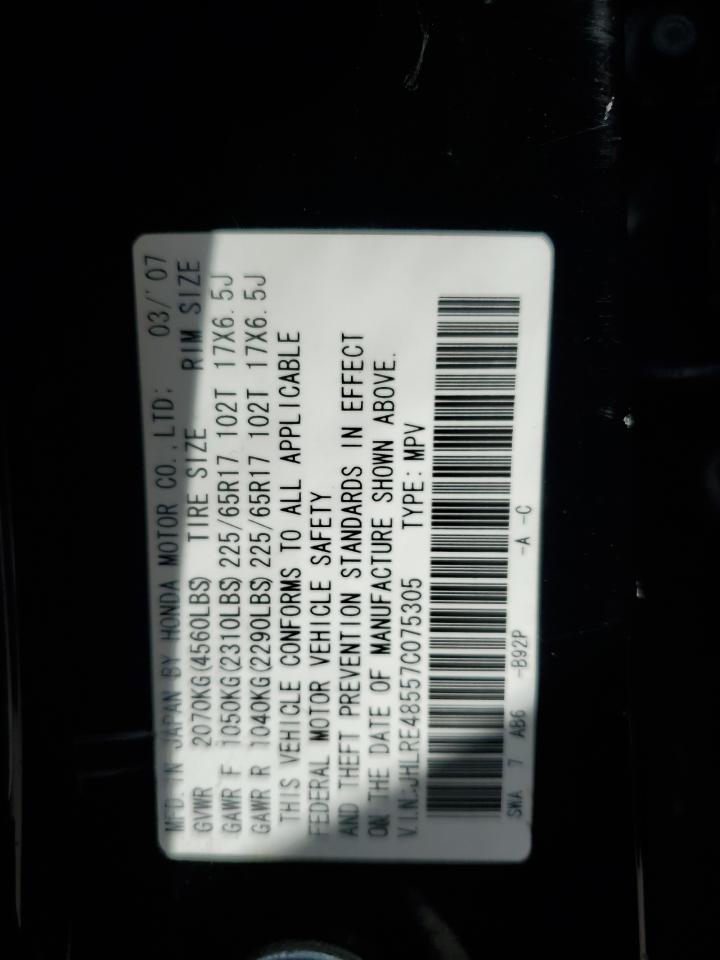 MFD. IN JAPAN BY HONDA MOTOR CO., LTD. 03/'07
GVWR 2070KG(4560LBS) TIRE SIZE RIM SIZE
GAWR F 1050KG(2310LBS) 225/65R17 102T 17X6.5J
GAWR R 1040KG(2290LBS) 225/65R17 102T 17X6.5J
THIS VEHICLE CONFORMS TO ALL APPLICABLE
FEDERAL MOTOR VEHICLE SAFETY
AND THEFT PREVENTION STANDARDS IN EFFECT
ON THE DATE OF MANUFACTURE SHOWN ABOVE.
V.I.N.:JHLRE48557C075305 TYPE: MPV
SWA 7 AB6 -B92P -A -C